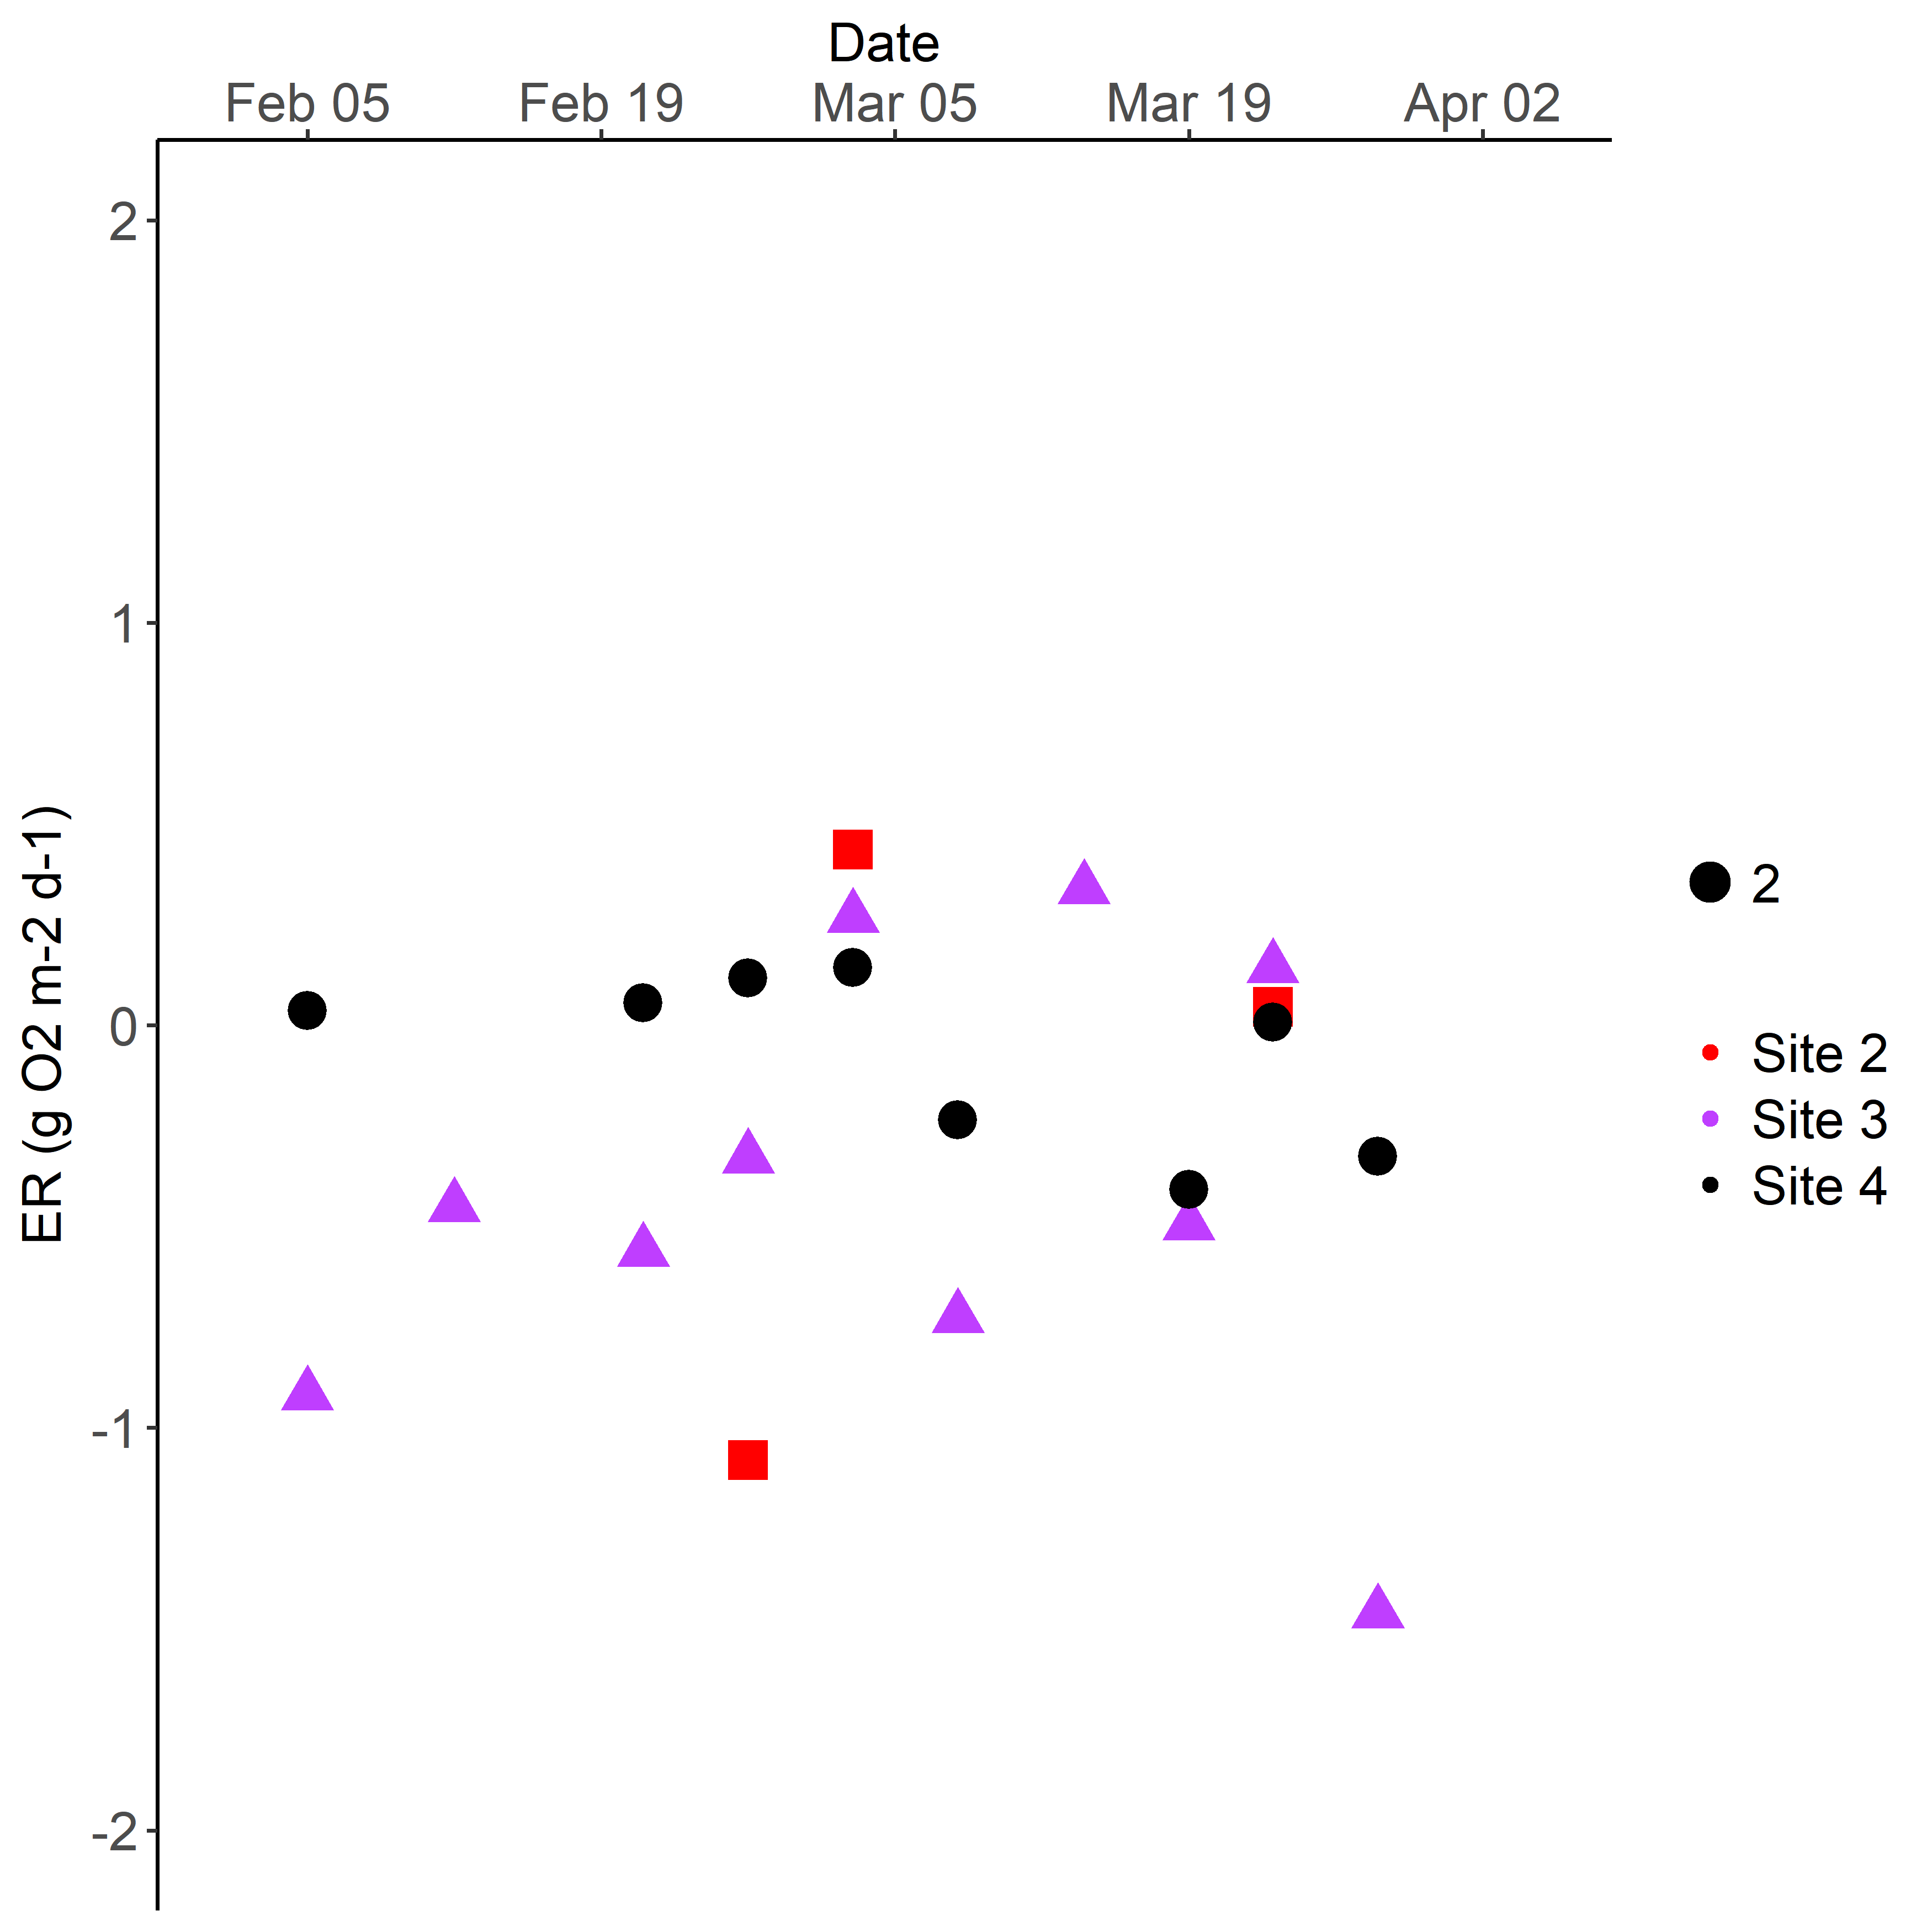 Date
Feb 05 Feb 19 Mar 05 Mar 19 Apr 02
2
1
0
-1
-2
ER (g O2 m-2 d-1)
2
Site 2
Site 3
Site 4